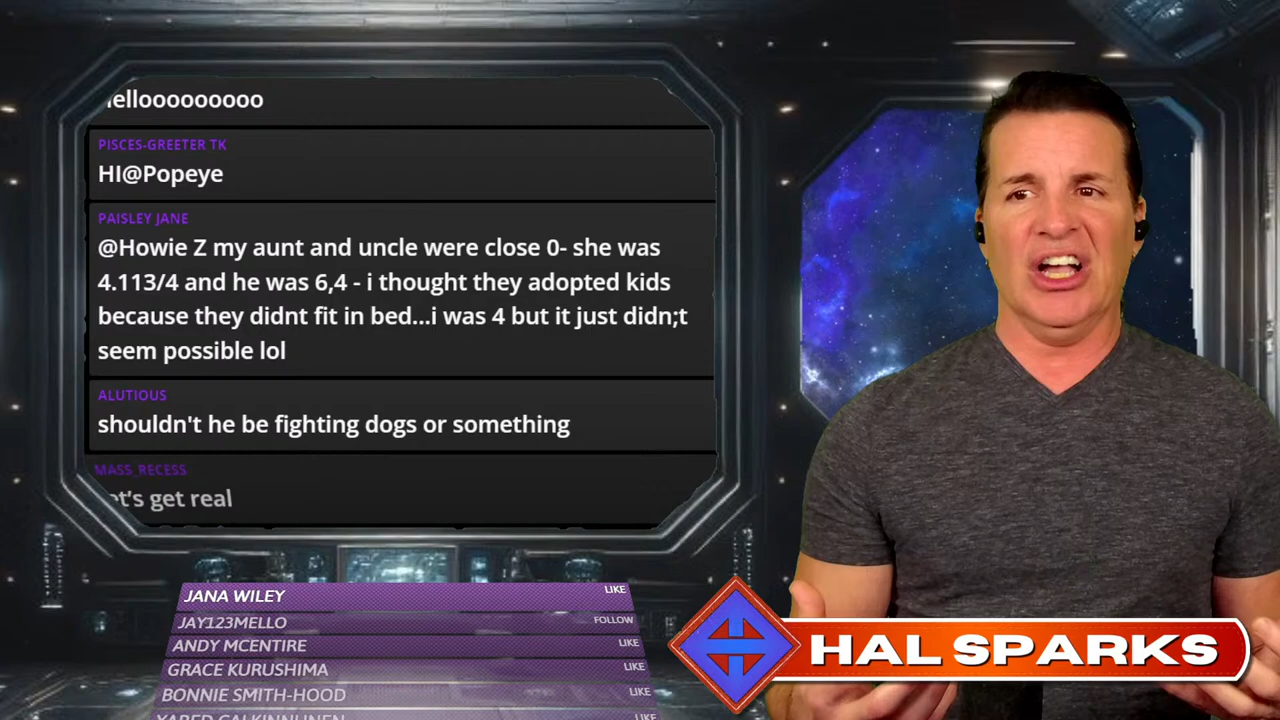 elloooooooooo
PISCES-GREETER TK
HI@Popeye
PAISLEY JANE
@Howie Z my aunt and uncle were close 0- she was
4.113/4 and he was 6,4 - i thought they adopted kids
because they didnt fit in bed...i was 4 but it just didn;t
seem possible lol
ALUTIOUS
shouldn't he be fighting dogs or something
MASS_RECESS
et's get real
JANA WILEY LIKE
JAY123MELLO FOLLOW
ANDY MCENTIRE LIKE
GRACE KURUSHIMA LIKE
BONNIE SMITH-HOOD LIKE
LIKE
HAL SPARKS